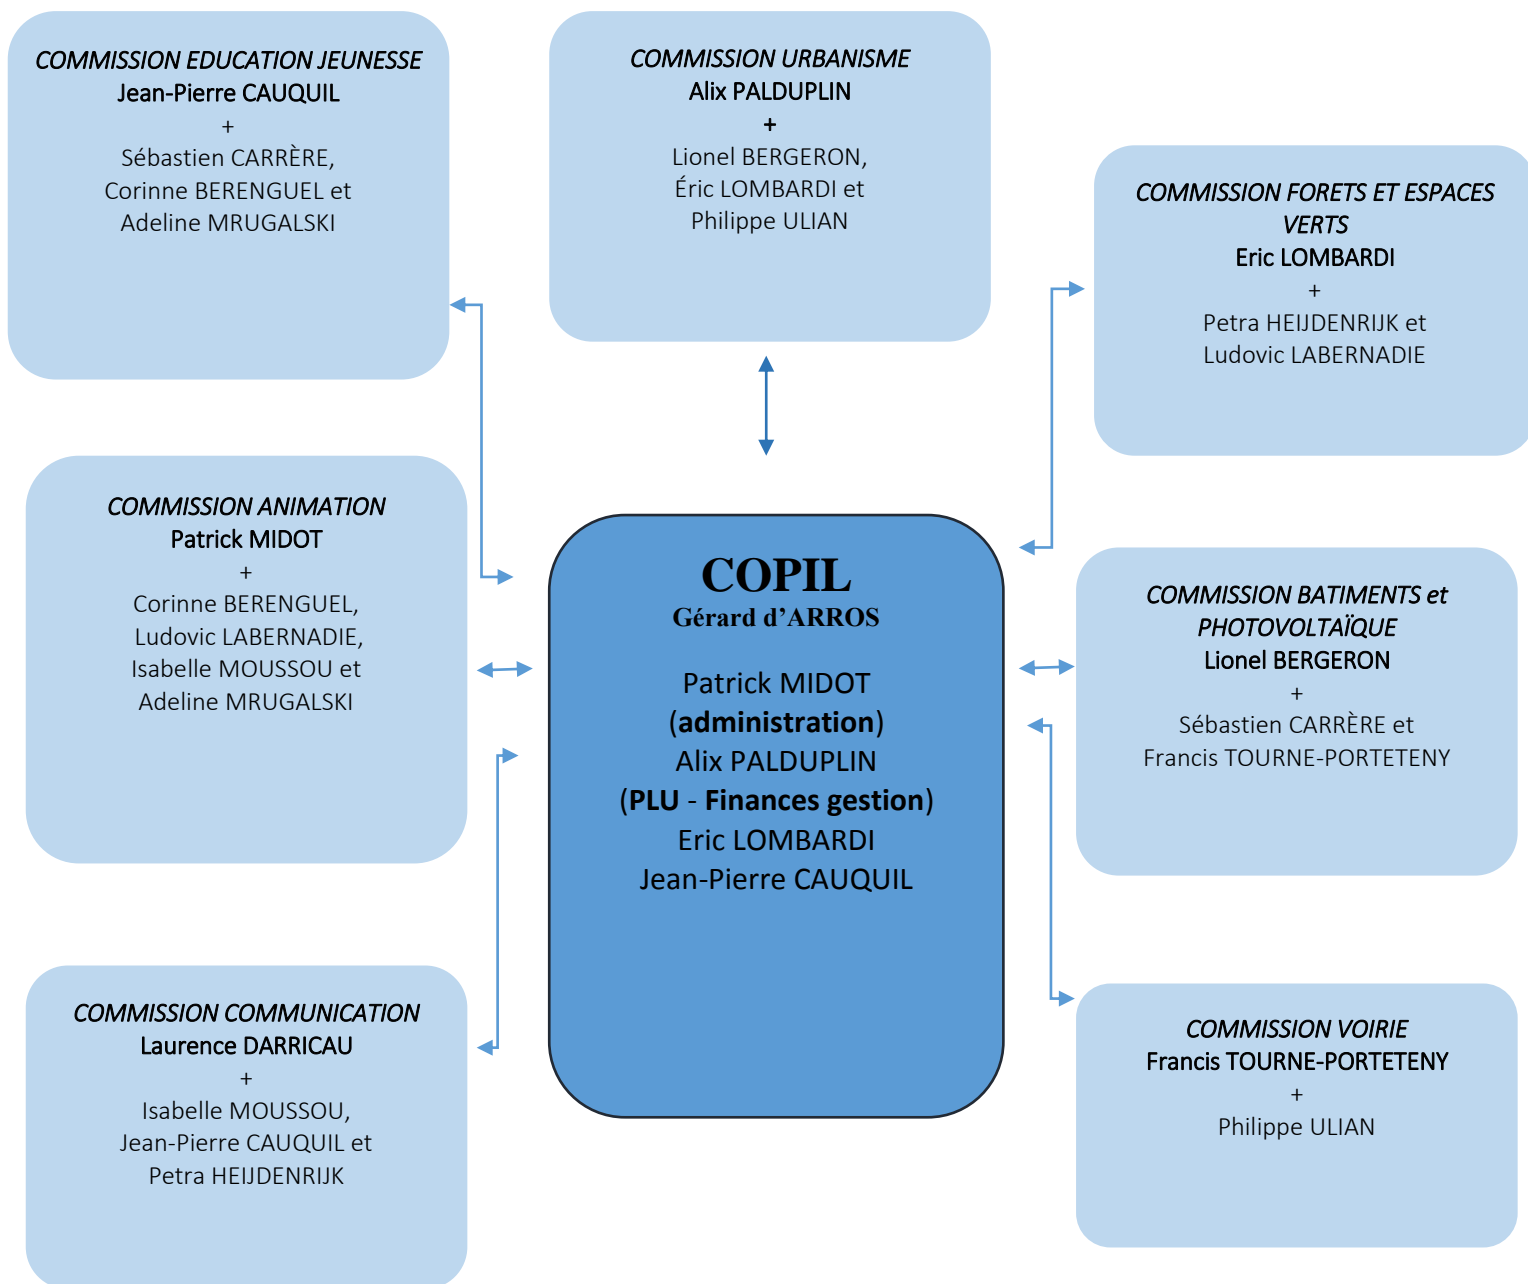 COMMISSION EDUCATION JEUNESSE
Jean-Pierre CAUQUIL
+
Sébastien CARRÈRE,
Corinne BERENGUEL et
Adeline MRUGALSKI
COMMISSION URBANISME
Alix PALDUPLIN
+
Lionel BERGERON,
Éric LOMBARDI et
Philippe ULIAN
COMMISSION FORETS ET ESPACES
VERTS
Eric LOMBARDI
+
Petra HEIJDENRIJK et
Ludovic LABERNADIE
COMMISSION ANIMATION
Patrick MIDOT
+
Corinne BERENGUEL,
Ludovic LABERNADIE,
Isabelle MOUSSOU et
Adeline MRUGALSKI
COPIL
Gérard d’ARROS
Patrick MIDOT
(administration)
Alix PALDUPLIN
(PLU - Finances gestion)
Eric LOMBARDI
Jean-Pierre CAUQUIL
COMMISSION BATIMENTS et
PHOTOVOLTAÏQUE
Lionel BERGERON
+
Sébastien CARRÈRE et
Francis TOURNE-PORTETENY
COMMISSION COMMUNICATION
Laurence DARRICAU
+
Isabelle MOUSSOU,
Jean-Pierre CAUQUIL et
Petra HEIJDENRIJK
COMMISSION VOIRIE
Francis TOURNE-PORTETENY
+
Philippe ULIAN